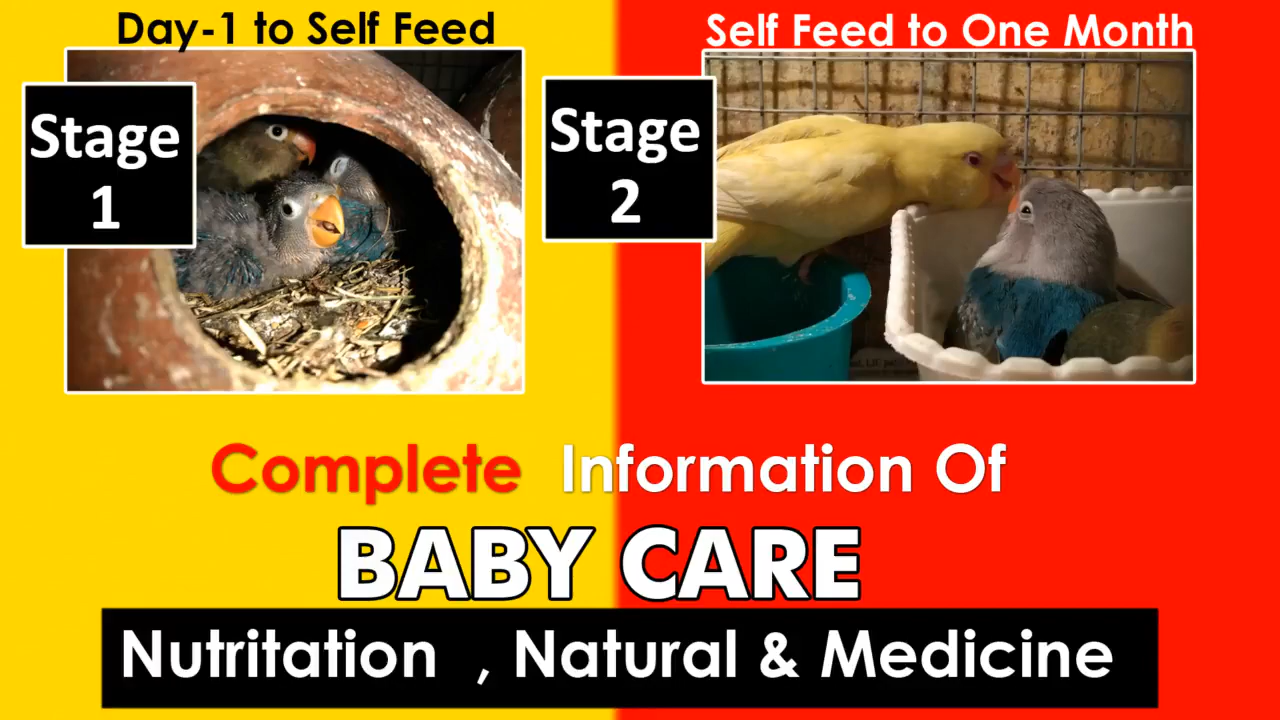 Day-1 to Self Feed
Self Feed to One Month
Stage
1
Stage
2
Complete Information Of
BABY CARE
Nutritation , Natural & Medicine